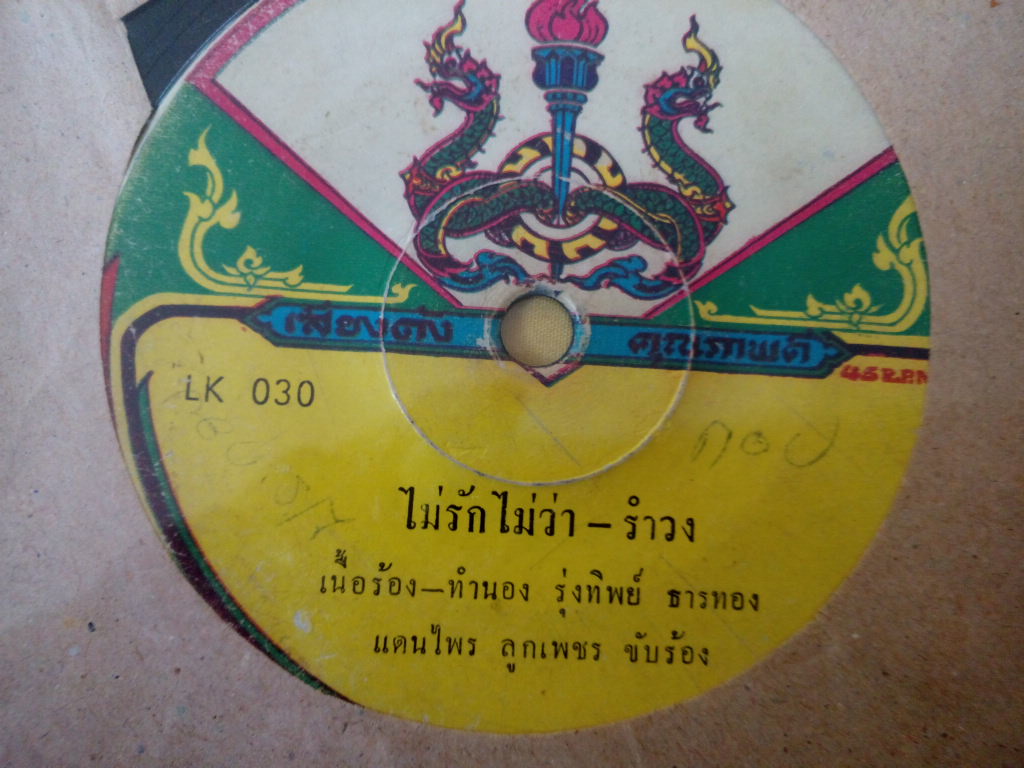 เสียงดัง คุณภาพดี
45 R.P.M
LK 030
ไม่รักไม่ว่า – รำวง
เนื้อร้อง–ทำนอง รุ่งทิพย์ ธารทอง
แดนไพร ลูกเพชร ขับร้อง